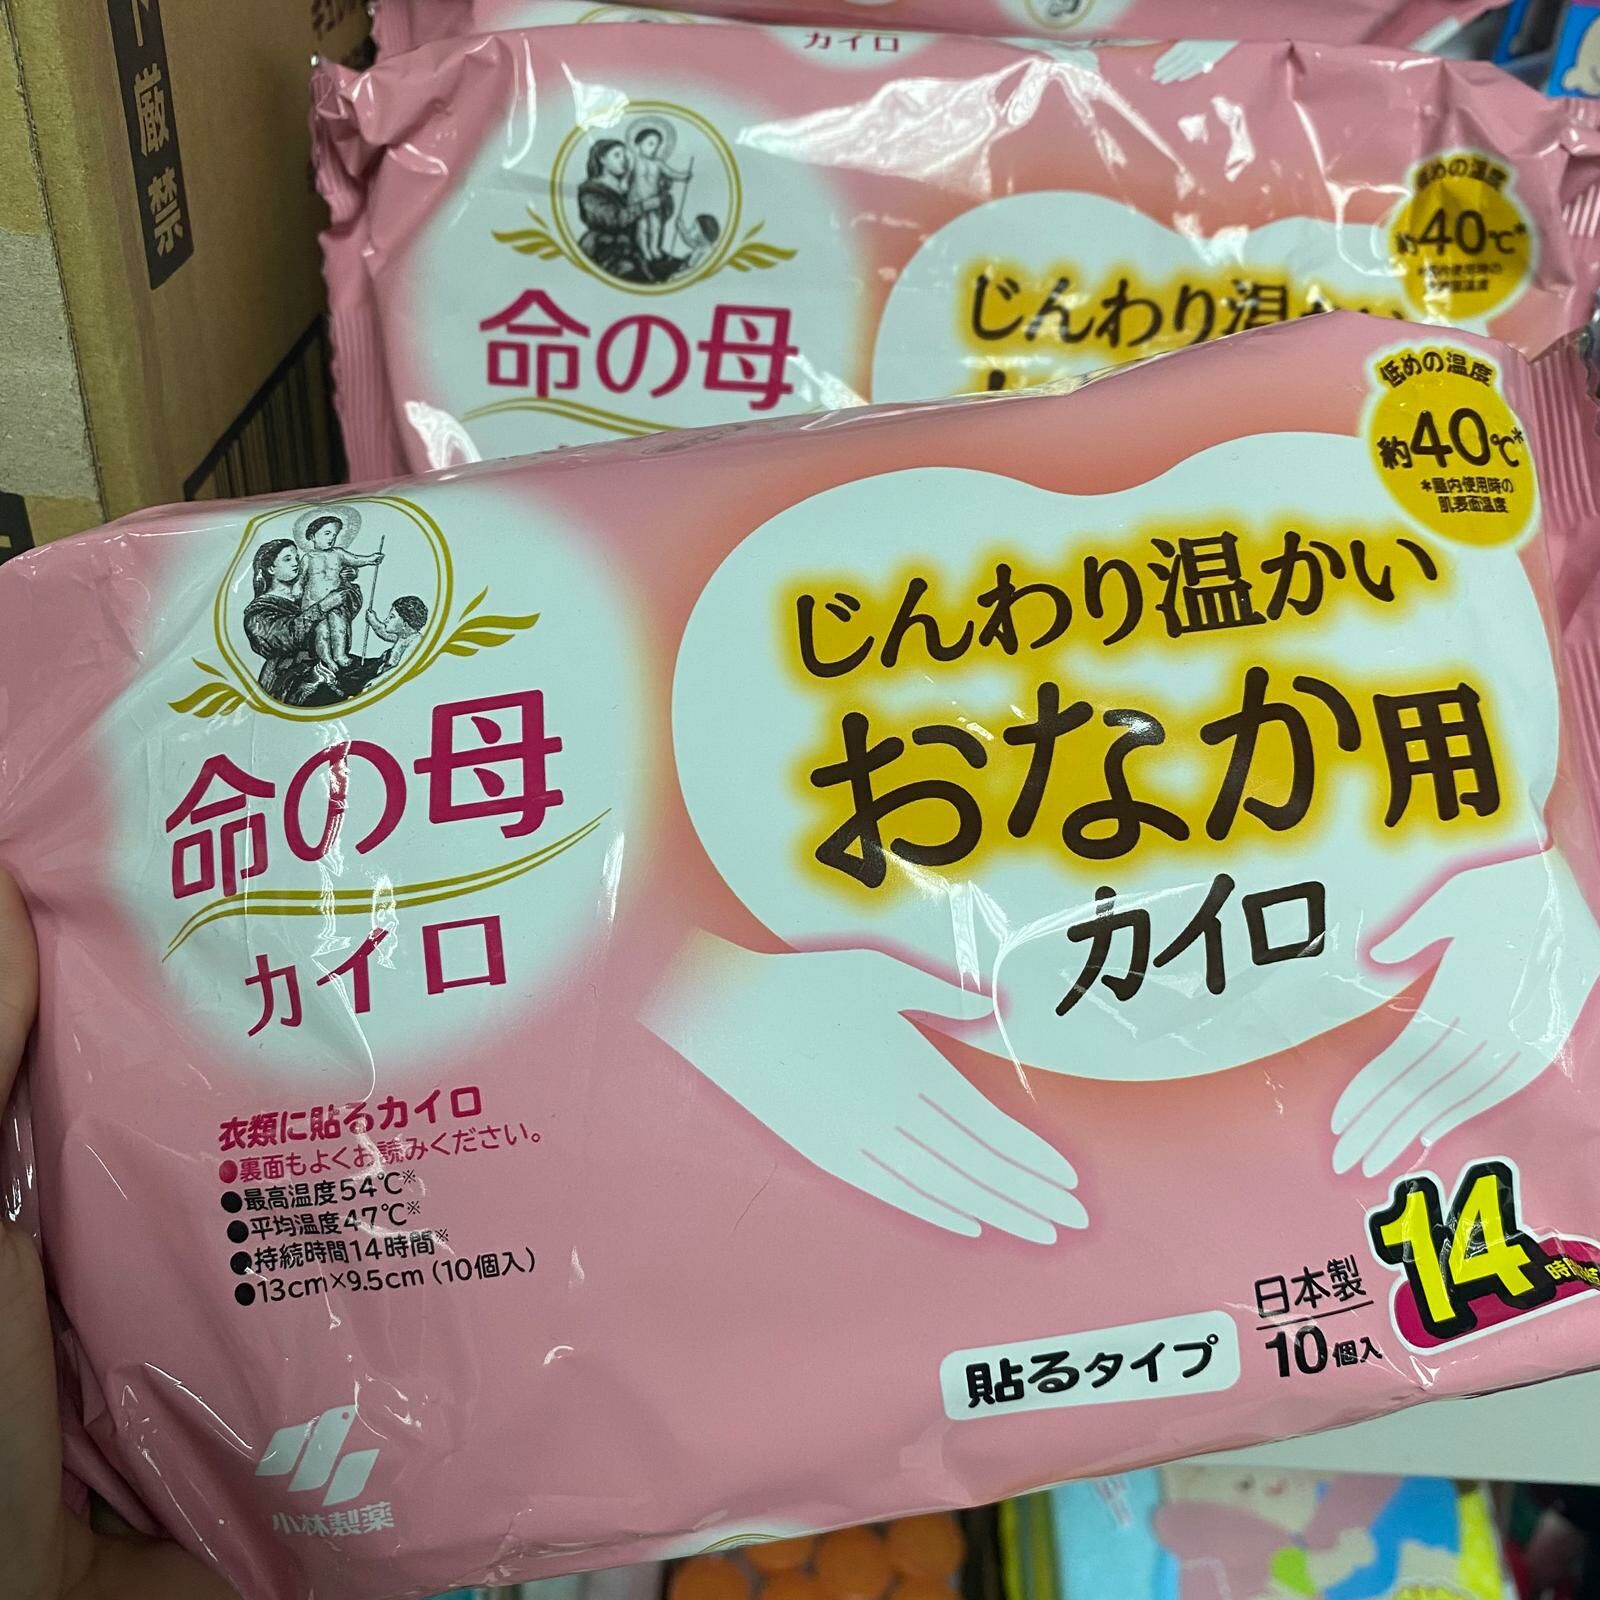 厳禁
カイロ
命の母
じんわり温かい
低めの温度
約40℃*
命の母
カイロ
低めの温度
約40℃*
*屋内使用時の
肌表面温度
じんわり温かい
おなか用
カイロ
衣類に貼るカイロ
●裏面もよくお読みください。
●最高温度54℃※
●平均温度47℃※
●持続時間14時間※
●13cm×9.5cm(10個入)
貼るタイプ
日本製
10個入
14
時間
小林製薬